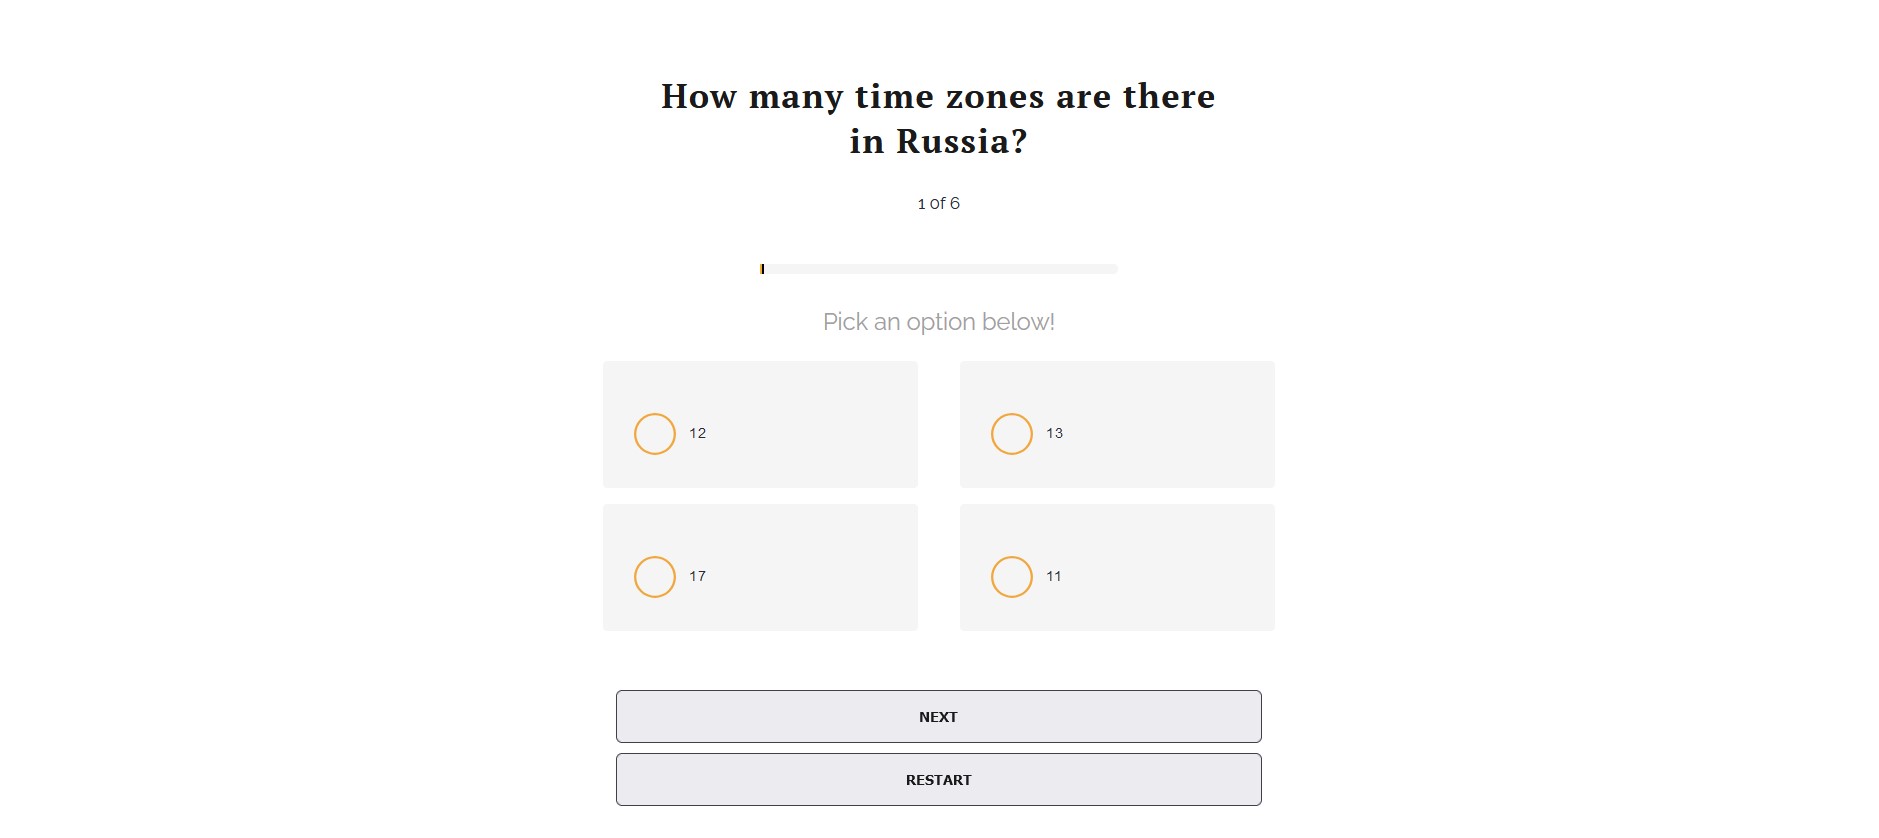 How many time zones are there
in Russia?
1 of 6
Pick an option below!
12
13
17
11
NEXT
RESTART